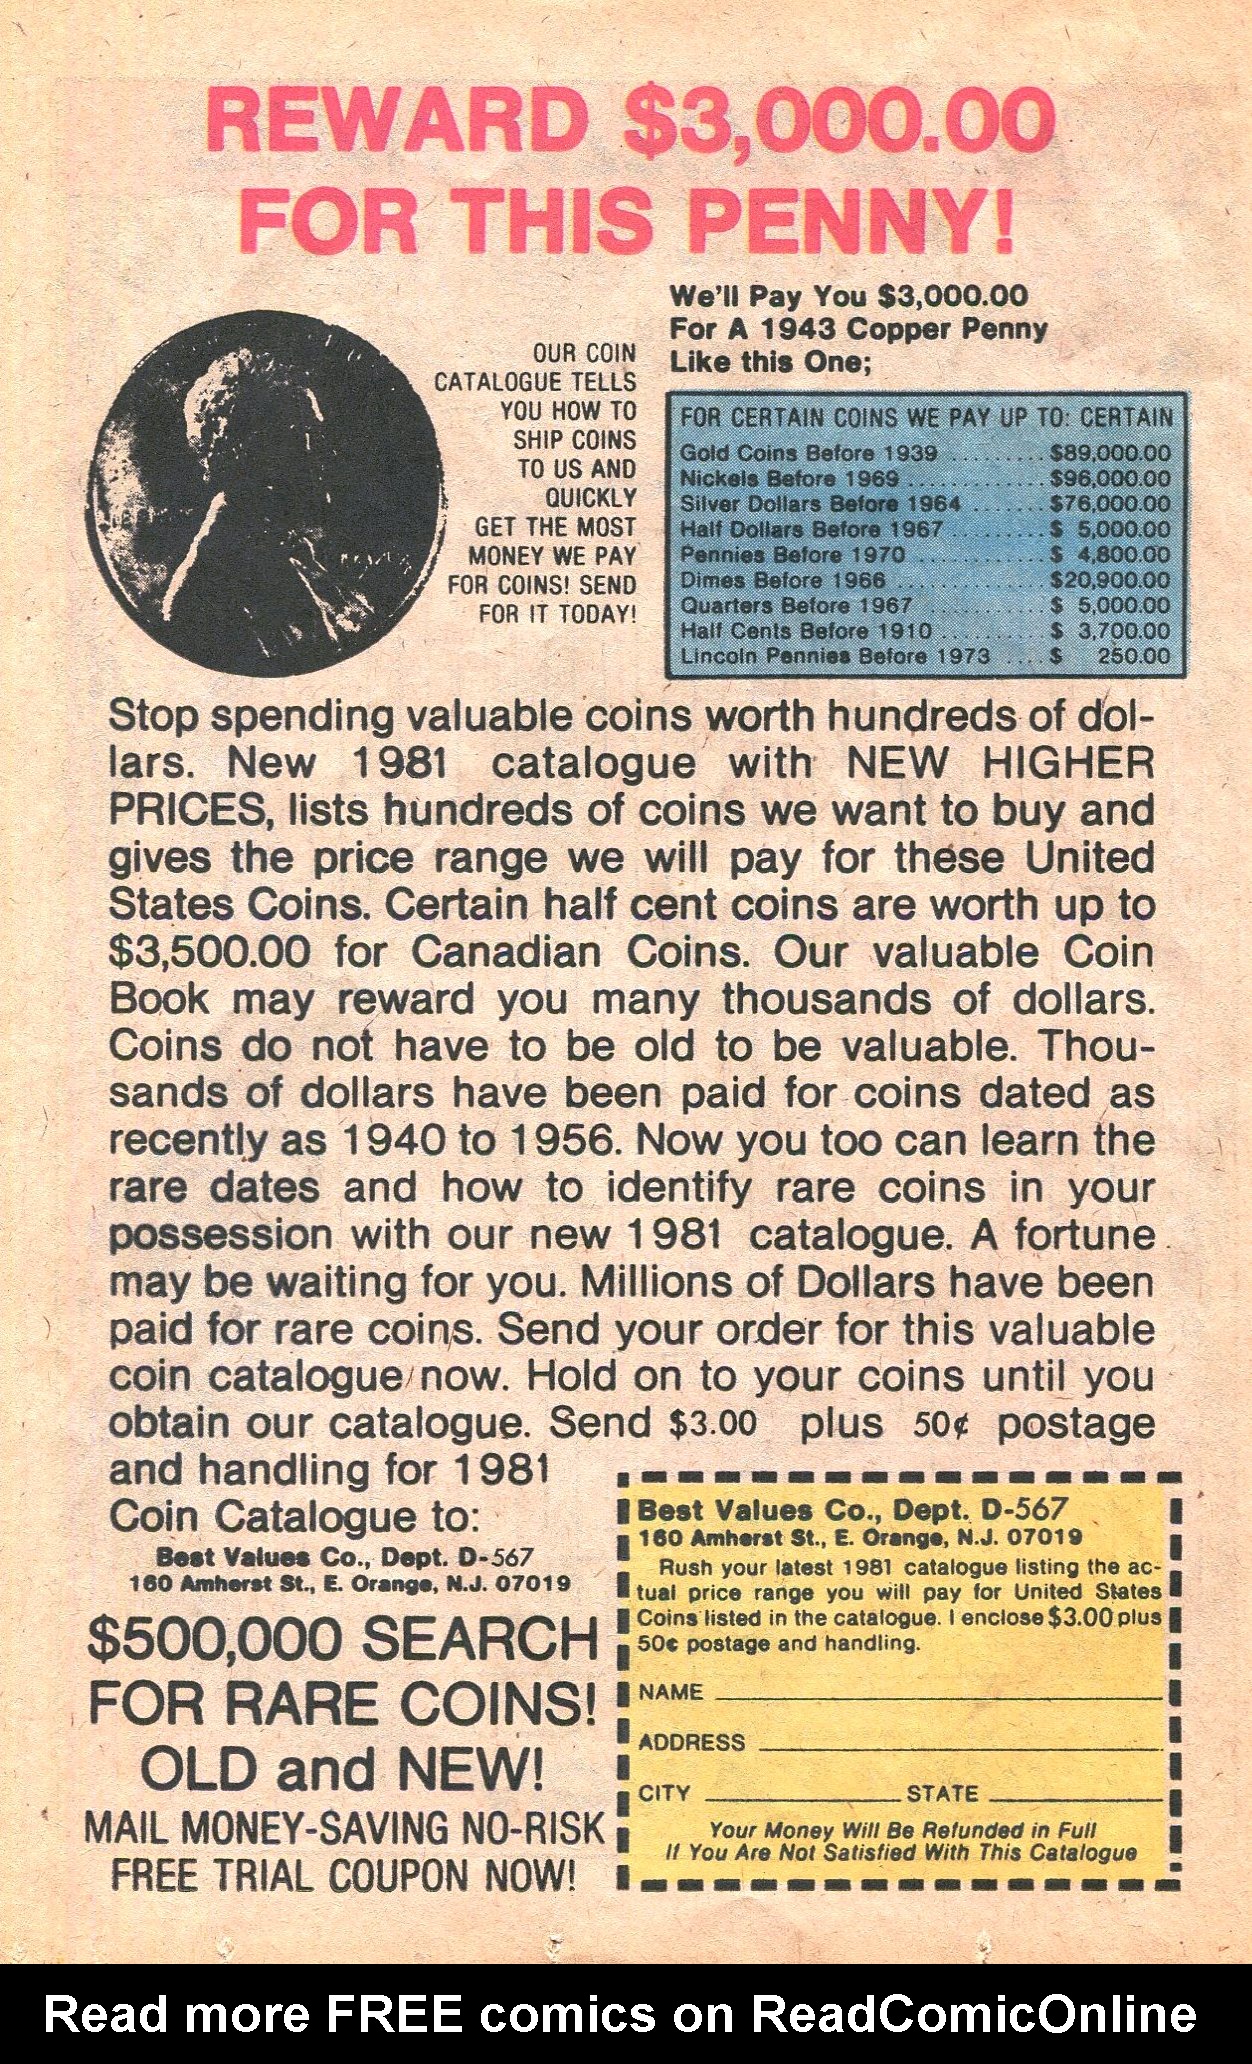 REWARD $3,000.00
FOR THIS PENNY!
OUR COIN
CATALOGUE TELLS
YOU HOW TO
SHIP COINS
TO US AND
QUICKLY
GET THE MOST
MONEY WE PAY
FOR COINS! SEND
FOR IT TODAY!
We'll Pay You $3,000.00
For A 1943 Copper Penny
Like this One;
FOR CERTAIN COINS WE PAY UP TO: CERTAIN
Gold Coins Before 1939 .......... $89,000.00
Nickels Before 1969 ............. $96,000.00
Silver Dollars Before 1964 ....... $76,000.00
Half Dollars Before 1967 ......... $ 5,000.00
Pennies Before 1970 ............ $ 4,800.00
Dimes Before 1966 .............. $20,900.00
Quarters Before 1967 ........... $ 5,000.00
Half Cents Before 1910 .......... $ 3,700.00
Lincoln Pennies Before 1973 .... $ 250.00
Stop spending valuable coins worth hundreds of dol-
lars. New 1981 catalogue with NEW HIGHER
PRICES, lists hundreds of coins we want to buy and
gives the price range we will pay for these United
States Coins. Certain half cent coins are worth up to
$3,500.00 for Canadian Coins. Our valuable Coin
Book may reward you many thousands of dollars.
Coins do not have to be old to be valuable. Thou-
sands of dollars have been paid for coins dated as
recently as 1940 to 1956. Now you too can learn the
rare dates and how to identify rare coins in your
possession with our new 1981 catalogue. A fortune
may be waiting for you. Millions of Dollars have been
paid for rare coins. Send your order for this valuable
coin catalogue now. Hold on to your coins until you
obtain our catalogue. Send $3.00 plus 50¢ postage
and handling for 1981
Coin Catalogue to:
Best Values Co., Dept. D-567
160 Amherst St., E. Orange, N.J. 07019
$500,000 SEARCH
FOR RARE COINS!
OLD and NEW!
MAIL MONEY-SAVING NO-RISK
FREE TRIAL COUPON NOW!
Best Values Co., Dept. D-567
160 Amherst St., E. Orange, N.J. 07019
Rush your latest 1981 catalogue listing the ac-
tual price range you will pay for United States
Coins listed in the catalogue. I enclose $3.00 plus
50¢ postage and handling.
NAME
ADDRESS
CITY STATE
Your Money Will Be Refunded in Full
If You Are Not Satisfied With This Catalogue
Read more FREE comics on ReadComicOnline